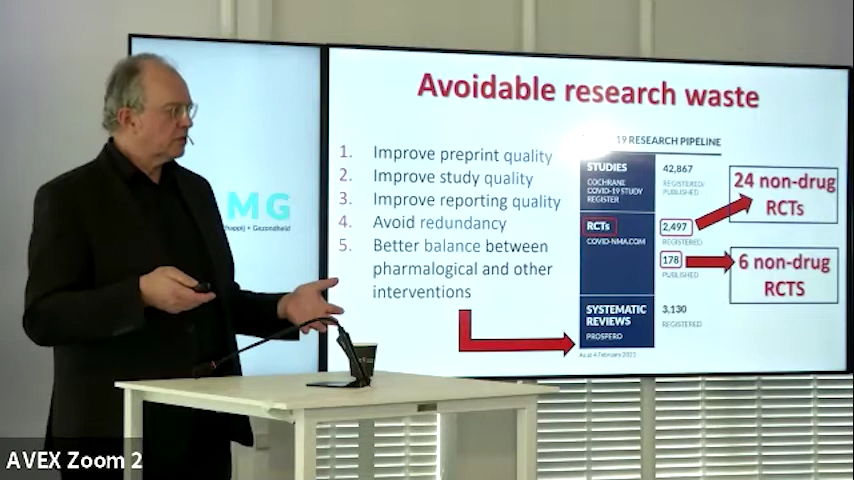 Avoidable research waste
1. Improve preprint quality
2. Improve study quality
3. Improve reporting quality
4. Avoid redundancy
5. Better balance between
pharmalogical and other
interventions
19 RESEARCH PIPELINE
STUDIES
COCHRANE
COVID-19 STUDY
REGISTER
42,867
REGISTERED/
PUBLISHED
RCTs
COVID-NMA.COM
2,497
REGISTERED
178
PUBLISHED
SYSTEMATIC
REVIEWS
PROSPERO
3,130
REGISTERED
As at 4 February 2021
24 non-drug
RCTs
6 non-drug
RCTS
MG
chappij + Gezondheid
AVEX Zoom 2